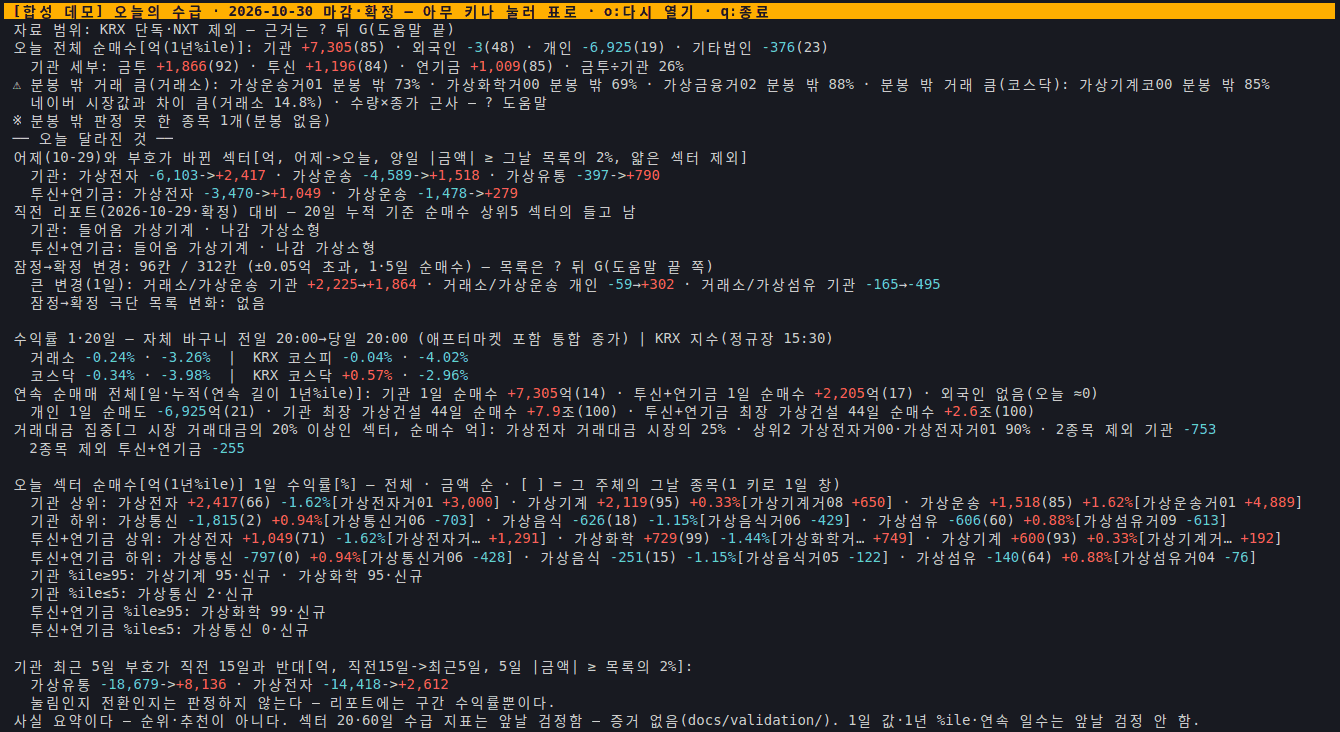 [합성 데모] 오늘의 수급 · 2026-10-30 마감·확정 — 아무 키나 눌러 표로 · o:다시 열기 · q:종료
자료 범위: KRX 단독·NXT 제외 — 근거는 ? 뒤 G(도움말 끝)
오늘 전체 순매수[억(1년%ile)]: 기관 +7,305(85) · 외국인 -3(48) · 개인 -6,925(19) · 기타법인 -376(23)
기관 세부: 금투 +1,866(92) · 투신 +1,196(84) · 연기금 +1,009(85) · 금투÷기관 26%
⚠ 분봉 밖 거래 큼(거래소): 가상운송거01 분봉 밖 73% · 가상화학거00 분봉 밖 69% · 가상금융거02 분봉 밖 88% · 분봉 밖 거래 큼(코스닥): 가상기계코00 분봉 밖 85%
네이버 시장값과 차이 큼(거래소 14.8%) · 수량×종가 근사 — ? 도움말
※ 분봉 밖 판정 못 한 종목 1개(분봉 없음)
── 오늘 달라진 것 ──
어제(10-29)와 부호가 바뀐 섹터[억, 어제->오늘, 양일 |금액| ≥ 그날 목록의 2%, 얇은 섹터 제외]
기관: 가상전자 -6,103->+2,417 · 가상운송 -4,589->+1,518 · 가상유통 -397->+790
투신+연기금: 가상전자 -3,470->+1,049 · 가상운송 -1,478->+279
직전 리포트(2026-10-29·확정) 대비 — 20일 누적 기준 순매수 상위5 섹터의 들고 남
기관: 들어옴 가상기계 · 나감 가상소형
투신+연기금: 들어옴 가상기계 · 나감 가상소형
잠정→확정 변경: 96칸 / 312칸 (±0.05억 초과, 1·5일 순매수) — 목록은 ? 뒤 G(도움말 끝 쪽)
큰 변경(1일): 거래소/가상운송 기관 +2,225→+1,864 · 거래소/가상운송 개인 -59→+302 · 거래소/가상섬유 기관 -165→-495
잠정→확정 극단 목록 변화: 없음
수익률 1·20일 — 자체 바구니 전일 20:00→당일 20:00 (애프터마켓 포함 통합 종가) | KRX 지수(정규장 15:30)
거래소 -0.24% · -3.26% | KRX 코스피 -0.04% · -4.02%
코스닥 -0.34% · -3.98% | KRX 코스닥 +0.57% · -2.96%
연속 순매매 전체[일·누적(연속 길이 1년%ile)]: 기관 1일 순매수 +7,305억(14) · 투신+연기금 1일 순매수 +2,205억(17) · 외국인 없음(오늘 ≈0)
개인 1일 순매도 -6,925억(21) · 기관 최장 가상건설 44일 순매수 +7.9조(100) · 투신+연기금 최장 가상건설 44일 순매수 +2.6조(100)
거래대금 집중[그 시장 거래대금의 20% 이상인 섹터, 순매수 억]: 가상전자 거래대금 시장의 25% · 상위2 가상전자거00·가상전자거01 90% · 2종목 제외 기관 -753
2종목 제외 투신+연기금 -255
오늘 섹터 순매수[억(1년%ile)] 1일 수익률[%] — 전체 · 금액 순 · [ ] = 그 주체의 그날 종목(1 키로 1일 창)
기관 상위: 가상전자 +2,417(66) -1.62%[가상전자거01 +3,000] · 가상기계 +2,119(95) +0.33%[가상기계거08 +650] · 가상운송 +1,518(85) +1.62%[가상운송거01 +4,889]
기관 하위: 가상통신 -1,815(2) +0.94%[가상통신거06 -703] · 가상음식 -626(18) -1.15%[가상음식거06 -429] · 가상섬유 -606(60) +0.88%[가상섬유거09 -613]
투신+연기금 상위: 가상전자 +1,049(71) -1.62%[가상전자거… +1,291] · 가상화학 +729(99) -1.44%[가상화학거… +749] · 가상기계 +600(93) +0.33%[가상기계거… +192]
투신+연기금 하위: 가상통신 -797(0) +0.94%[가상통신거06 -428] · 가상음식 -251(15) -1.15%[가상음식거05 -122] · 가상섬유 -140(64) +0.88%[가상섬유거04 -76]
기관 %ile≥95: 가상기계 95·신규 · 가상화학 95·신규
기관 %ile≤5: 가상통신 2·신규
투신+연기금 %ile≥95: 가상화학 99·신규
투신+연기금 %ile≤5: 가상통신 0·신규
기관 최근 5일 부호가 직전 15일과 반대[억, 직전15일->최근5일, 5일 |금액| ≥ 목록의 2%]:
가상유통 -18,679->+8,136 · 가상전자 -14,418->+2,612
눌림인지 전환인지는 판정하지 않는다 — 리포트에는 구간 수익률뿐이다.
사실 요약이다 — 순위·추천이 아니다. 섹터 20·60일 수급 지표는 앞날 검정함 — 증거 없음(docs/validation/). 1일 값·1년 %ile·연속 일수는 앞날 검정 안 함.